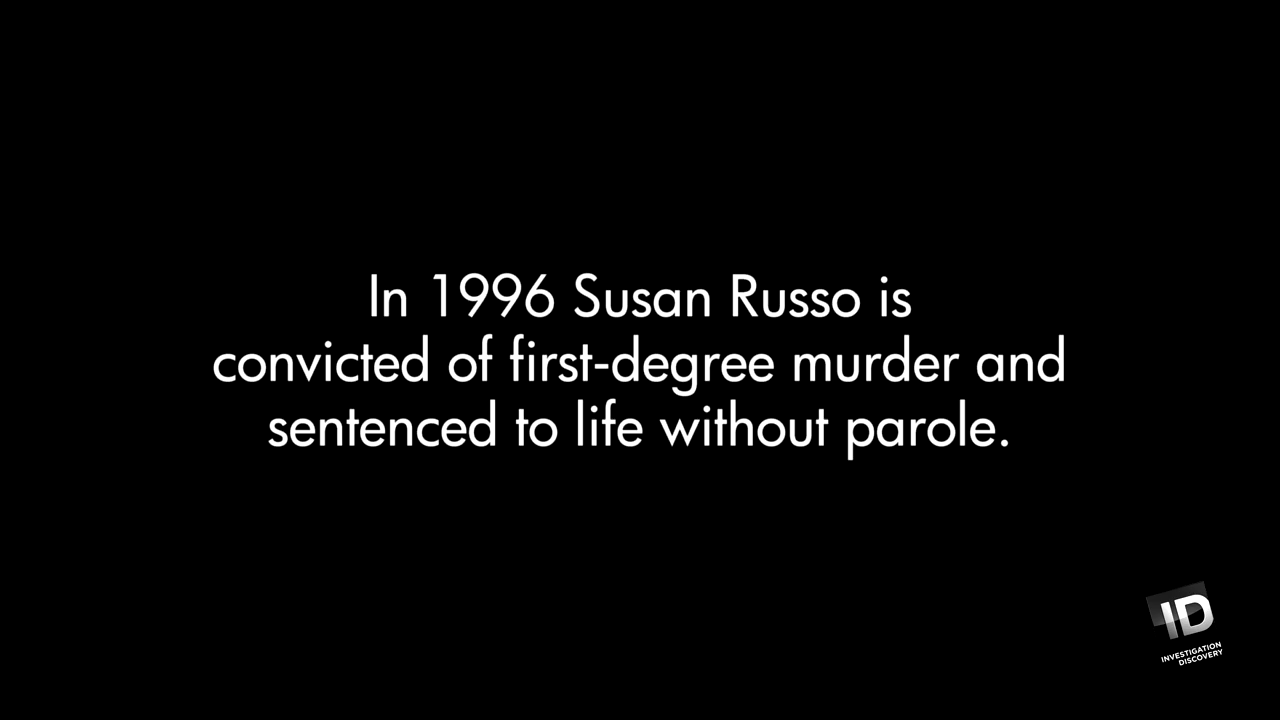 In 1996 Susan Russo is
convicted of first-degree murder and
sentenced to life without parole.
ID
INVESTIGATION
DISCOVERY